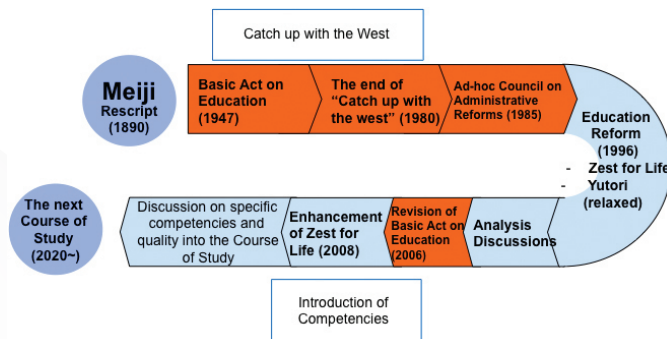 Catch up with the West
Meiji
Rescript
(1890)
Basic Act on
Education
(1947)
The end of
“Catch up with
the west” (1980)
Ad-hoc Council on
Administrative
Reforms (1985)
Education
Reform
(1996)
- Zest for Life
- Yutori
(relaxed)
Analysis
Discussions
Revision of
Basic Act on
Education
(2006)
Enhancement
of Zest for
Life (2008)
Discussion on specific
competencies and
quality into the Course
of Study
The next
Course of
Study
(2020~)
Introduction of
Competencies